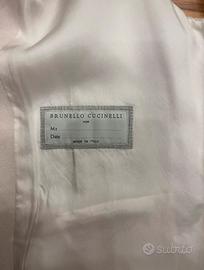 BRUNELLO CUCINELLI
Mr
Date
MADE IN ITALY
subito